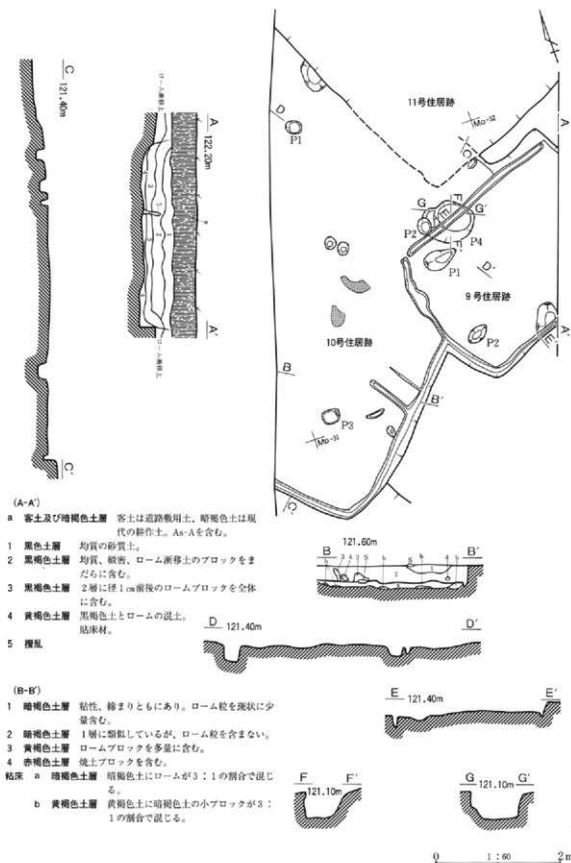 C
121.40m
C'
ローム漸移土
A
122.20m
a
1
2
3
A'
ローム漸移土
11号住居跡
Mo-32
D
P1
C
A
G
F
E
G'
P2
F'
P4
P1
D'
9号住居跡
P2
E'
A'
10号住居跡
B
B'
P3
Mo-31
C'
(A-A')
a 客土及び暗褐色土層 客土は道路敷用土、暗褐色土は現
代の耕作土。As-Aを含む。
1 黒色土層 均質の砂質土。
2 黒褐色土層 均質、緻密、ローム漸移土のブロックをま
だらに含む。
3 黒褐色土層 2層に径1cm前後のロームブロックを全体
に含む。
4 黄褐色土層 黒褐色土とロームの混土。
貼床材。
5 攪乱
B 121.60m B'
D 121.40m D'
(B-B')
1 暗褐色土層 粘性、締まりともにあり。ローム粒を斑状に少
量含む。
2 暗褐色土層 1層に類似しているが、ローム粒を含まない。
3 黄褐色土層 ロームブロックを多量に含む。
4 赤褐色土層 焼土ブロックを含む。
粘床 a 暗褐色土層 暗褐色土にロームが3：1の割合で混じ
る。
b 黄褐色土層 黄褐色土に暗褐色土の小ブロックが3：
1の割合で混じる。
E 121.40m E'
F F'
121.10m
G G'
121.10m
0 1:60 2m